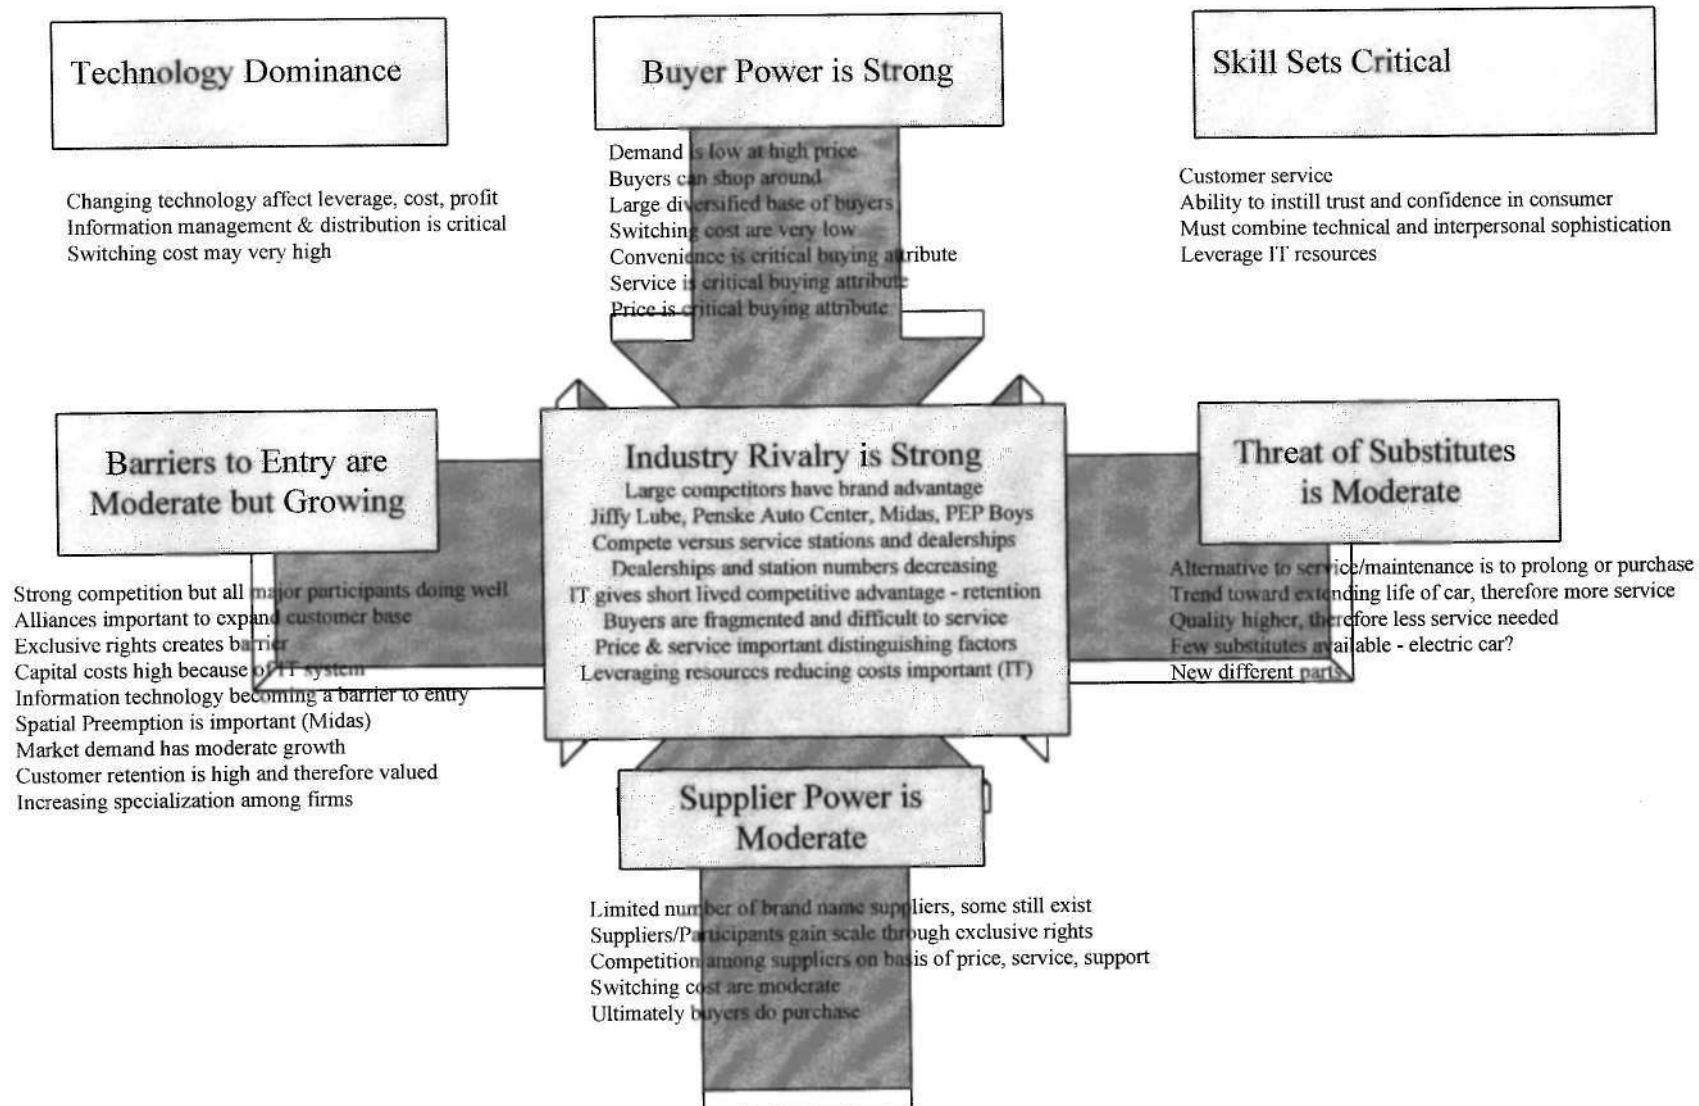 Technology Dominance
Changing technology affect leverage, cost, profit
Information management & distribution is critical
Switching cost may very high
Buyer Power is Strong
Demand is low at high price
Buyers can shop around
Large diversified base of buyers
Switching cost are very low
Convenience is critical buying attribute
Service is critical buying attribute
Price is critical buying attribute
Skill Sets Critical
Customer service
Ability to instill trust and confidence in consumer
Must combine technical and interpersonal sophistication
Leverage IT resources
Barriers to Entry are
Moderate but Growing
Strong competition but all major participants doing well
Alliances important to expand customer base
Exclusive rights creates barrier
Capital costs high because of IT system
Information technology becoming a barrier to entry
Spatial Preemption is important (Midas)
Market demand has moderate growth
Customer retention is high and therefore valued
Increasing specialization among firms
Industry Rivalry is Strong
Large competitors have brand advantage
Jiffy Lube, Penske Auto Center, Midas, PEP Boys
Compete versus service stations and dealerships
Dealerships and station numbers decreasing
IT gives short lived competitive advantage - retention
Buyers are fragmented and difficult to service
Price & service important distinguishing factors
Leveraging resources reducing costs important (IT)
Threat of Substitutes
is Moderate
Alternative to service/maintenance is to prolong or purchase
Trend toward extending life of car, therefore more service
Quality higher, therefore less service needed
Few substitutes available - electric car?
New different parts
Supplier Power is
Moderate
Limited number of brand name suppliers, some still exist
Suppliers/Participants gain scale through exclusive rights
Competition among suppliers on basis of price, service, support
Switching cost are moderate
Ultimately buyers do purchase